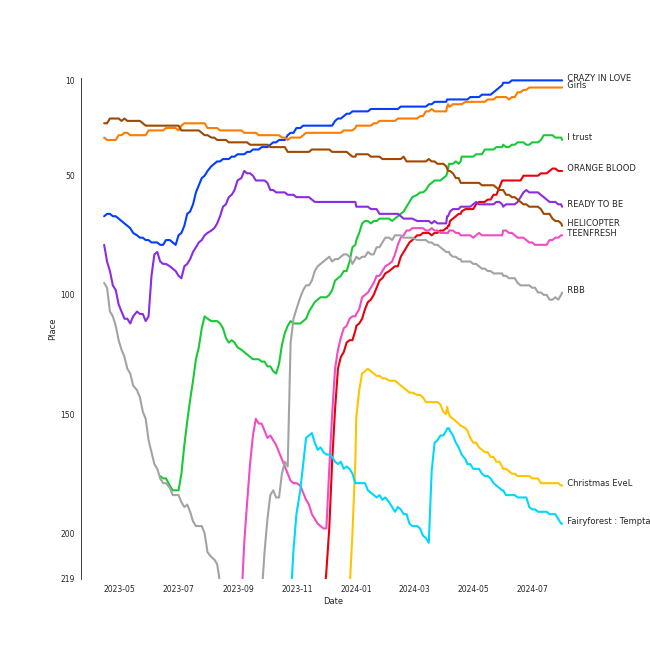 10
50
100
150
200
219
Place
2023-05
2023-07
2023-09
2023-11
2024-01
2024-03
2024-05
2024-07
Date
CRAZY IN LOVE
Girls
I trust
ORANGE BLOOD
READY TO BE
HELICOPTER
TEENFRESH
RBB
Christmas EveL
Fairyforest : Tempta